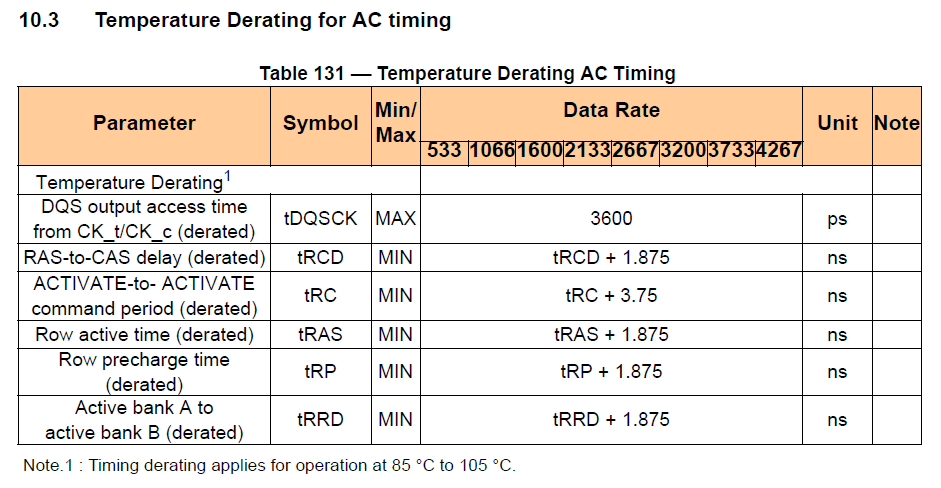 10.3 Temperature Derating for AC timing
Table 131 — Temperature Derating AC Timing
Parameter Symbol Min/ Max Data Rate Unit Note
533 1066 1600 2133 2667 3200 3733 4267
Temperature Derating1
DQS output access time
from CK_t/CK_c (derated) tDQSCK MAX 3600 ps
RAS-to-CAS delay (derated) tRCD MIN tRCD + 1.875 ns
ACTIVATE-to- ACTIVATE
command period (derated) tRC MIN tRC + 3.75 ns
Row active time (derated) tRAS MIN tRAS + 1.875 ns
Row precharge time
(derated) tRP MIN tRP + 1.875 ns
Active bank A to
active bank B (derated) tRRD MIN tRRD + 1.875 ns
Note.1 : Timing derating applies for operation at 85 °C to 105 °C.